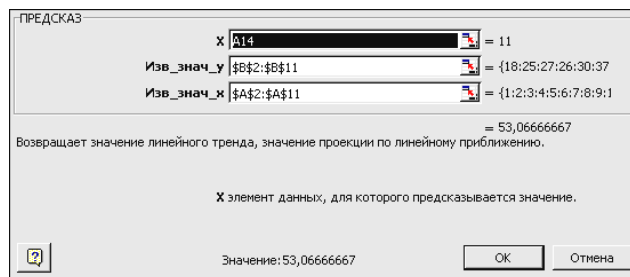 ПРЕДСКАЗ
X A14 = 11
Изв_знач_y $B$2:$B$11 = {18:25:27:26:30:37
Изв_знач_x $A$2:$A$11 = {1:2:3:4:5:6:7:8:9:1
= 53,06666667
Возвращает значение линейного тренда, значение проекции по линейному приближению.
X элемент данных, для которого предсказывается значение.
? Значение:53,06666667 OK Отмена